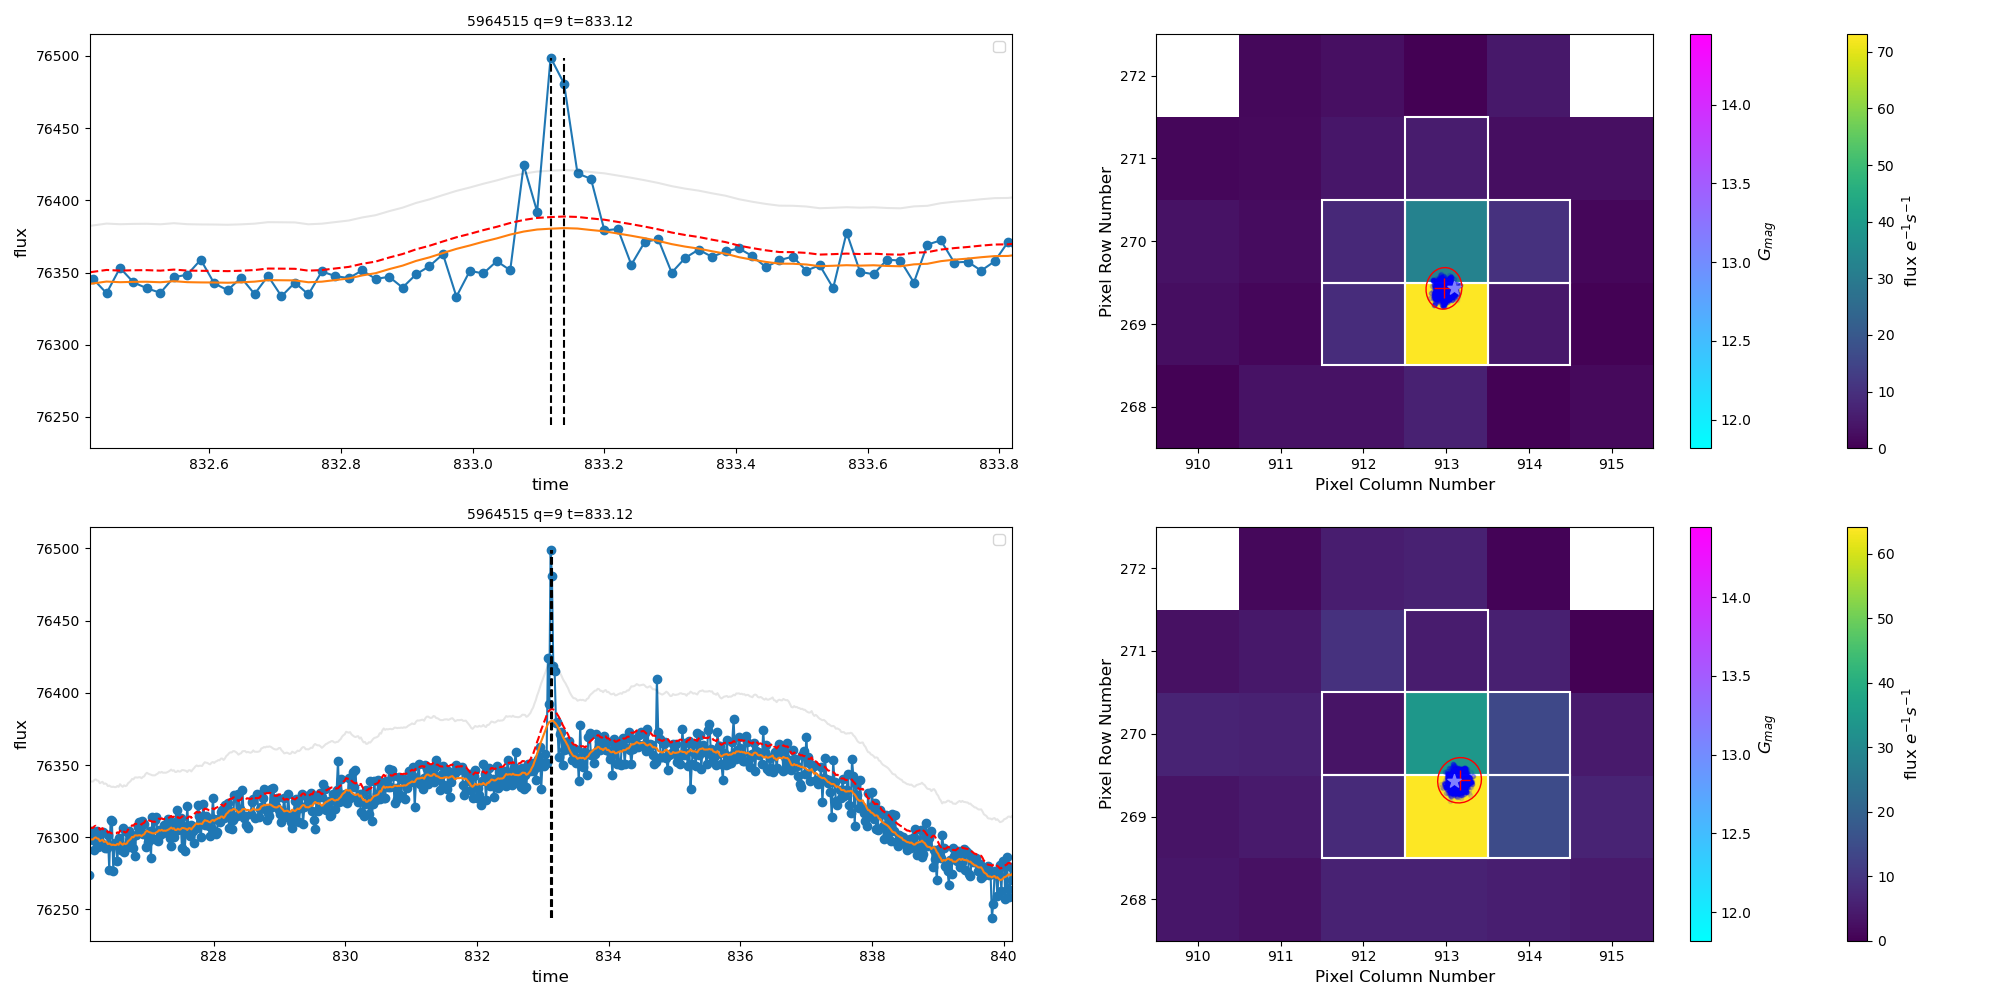 5964515 q=9 t=833.12
76500
76450
76400
76350
76300
76250
flux
832.6 832.8 833.0 833.2 833.4 833.6 833.8
time
272
271
270
269
268
Pixel Row Number
910 911 912 913 914 915
Pixel Column Number
14.0
13.5
13.0
12.5
12.0
G_mag
70
60
50
40
30
20
10
0
flux e⁻¹s⁻¹
5964515 q=9 t=833.12
76500
76450
76400
76350
76300
76250
flux
828 830 832 834 836 838 840
time
272
271
270
269
268
Pixel Row Number
910 911 912 913 914 915
Pixel Column Number
14.0
13.5
13.0
12.5
12.0
G_mag
60
50
40
30
20
10
0
flux e⁻¹s⁻¹